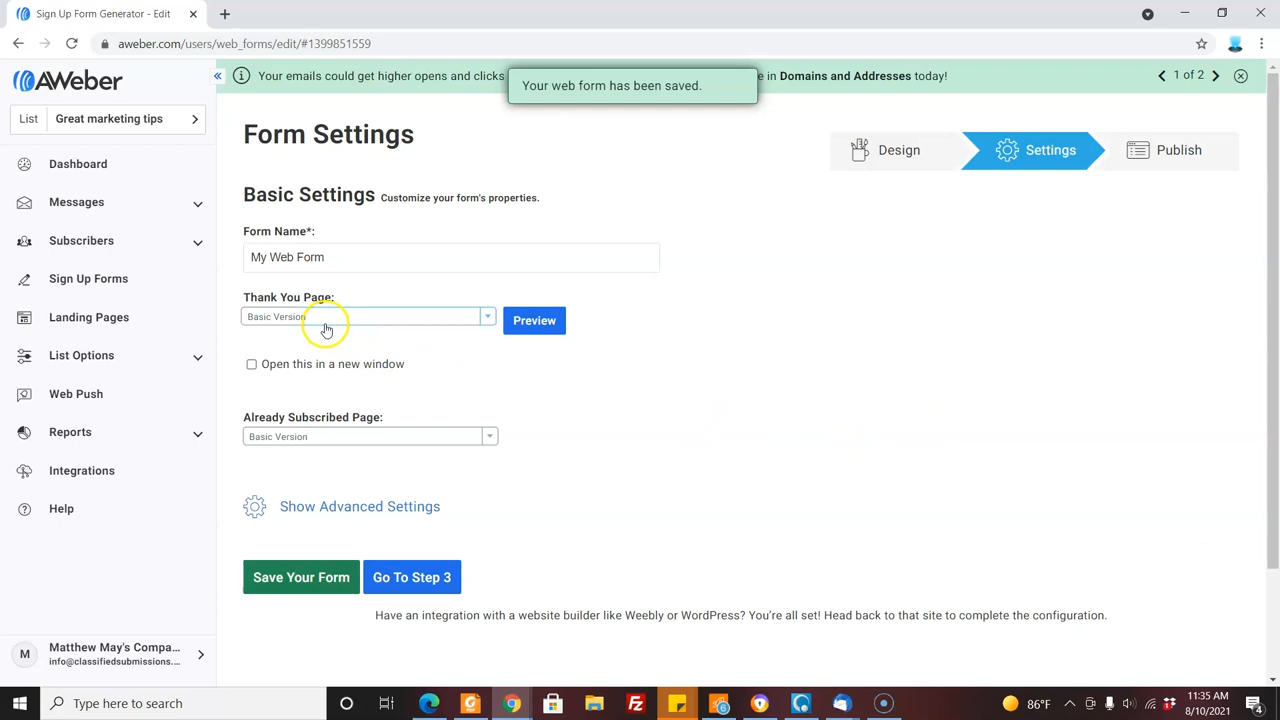 Sign Up Form Generator - Edit
aweber.com/users/web_forms/edit/#1399851559
AWeber
Your emails could get higher opens and clicks
e in Domains and Addresses today!
1 of 2
Your web form has been saved.
List
Great marketing tips
Dashboard
Messages
Subscribers
Sign Up Forms
Landing Pages
List Options
Web Push
Reports
Integrations
Help
Matthew May's Compa...
info@classifiedsubmissions....
M
Form Settings
Design
Settings
Publish
Basic Settings Customize your form's properties.
Form Name*:
My Web Form
Thank You Page:
Basic Version
Preview
Open this in a new window
Already Subscribed Page:
Basic Version
Show Advanced Settings
Save Your Form
Go To Step 3
Have an integration with a website builder like Weebly or WordPress? You're all set! Head back to that site to complete the configuration.
Type here to search
86°F
11:35 AM
8/10/2021